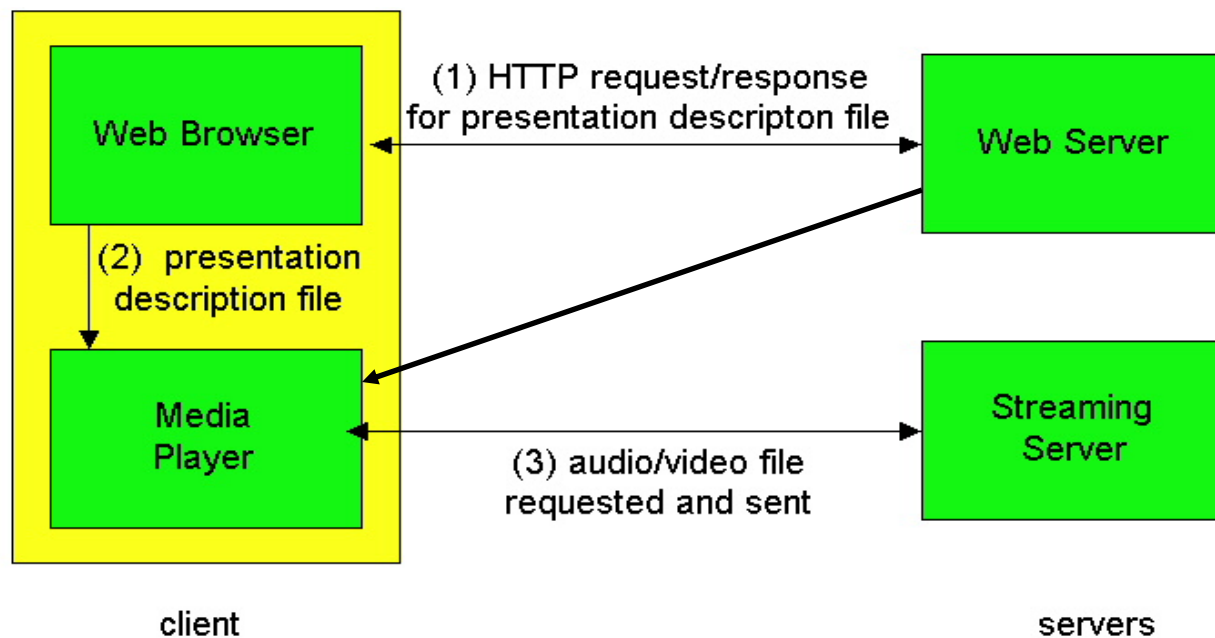 Web Browser
(1) HTTP request/response
for presentation descripton file
Web Server
(2) presentation
description file
Media
Player
(3) audio/video file
requested and sent
Streaming
Server
client
servers